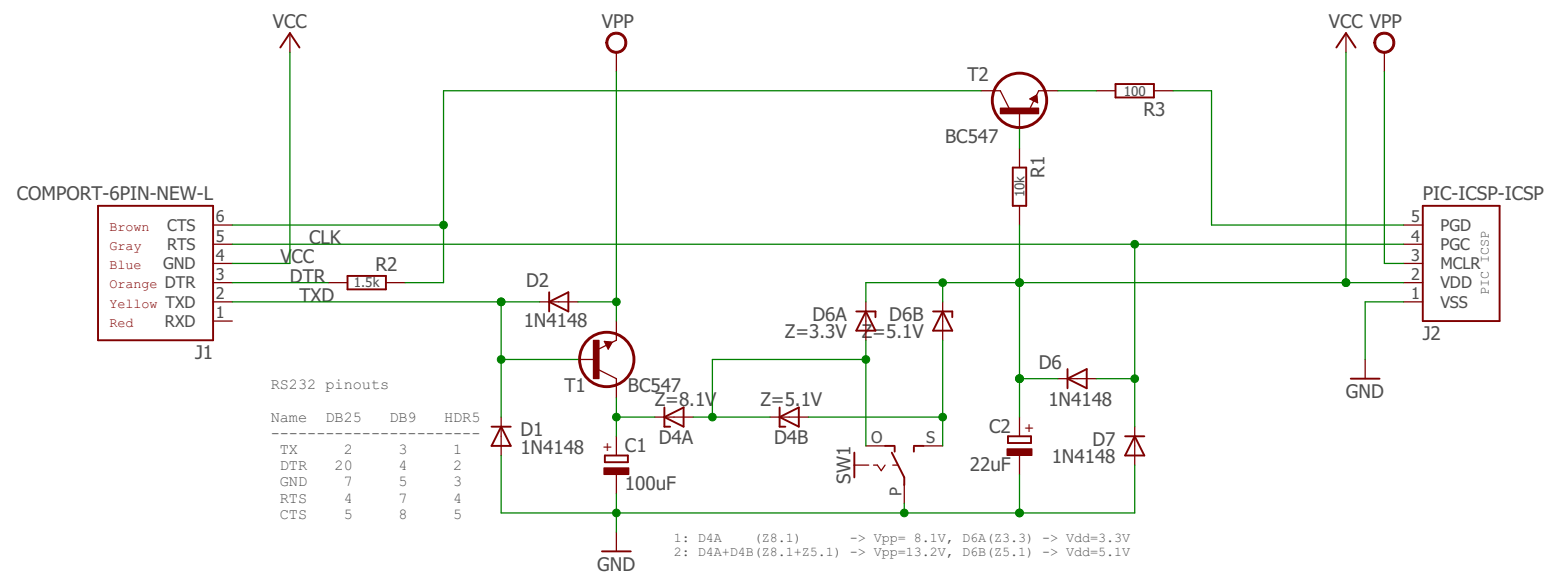 VCC
VPP
VCC
VPP
T2
100
R3
BC547
R1
10k
COMPORT-6PIN-NEW-L
PIC-ICSP-ICSP
Brown CTS 6
Gray RTS 5
Blue GND 4
Orange DTR 3
Yellow TXD 2
Red RXD 1
J1
CLK
VCC
DTR
R2
1.5k
TXD
5 PGD
4 PGC
3 MCLR
2 VDD
1 VSS
PIC ICSP
J2
GND
D2
1N4148
D6A
Z=3.3V
D6B
Z=5.1V
T1
BC547
Z=8.1V
D4A
Z=5.1V
D4B
D6
1N4148
D1
1N4148
+
C1
100uF
O
S
SW1
P
C2
+
22uF
D7
1N4148
RS232 pinouts
Name DB25 DB9 HDR5
------------------------
TX 2 3 1
DTR 20 4 2
GND 7 5 3
RTS 4 7 4
CTS 5 8 5
GND
1: D4A (Z8.1) -> Vpp= 8.1V, D6A(Z3.3) -> Vdd=3.3V
2: D4A+D4B(Z8.1+Z5.1) -> Vpp=13.2V, D6B(Z5.1) -> Vdd=5.1V